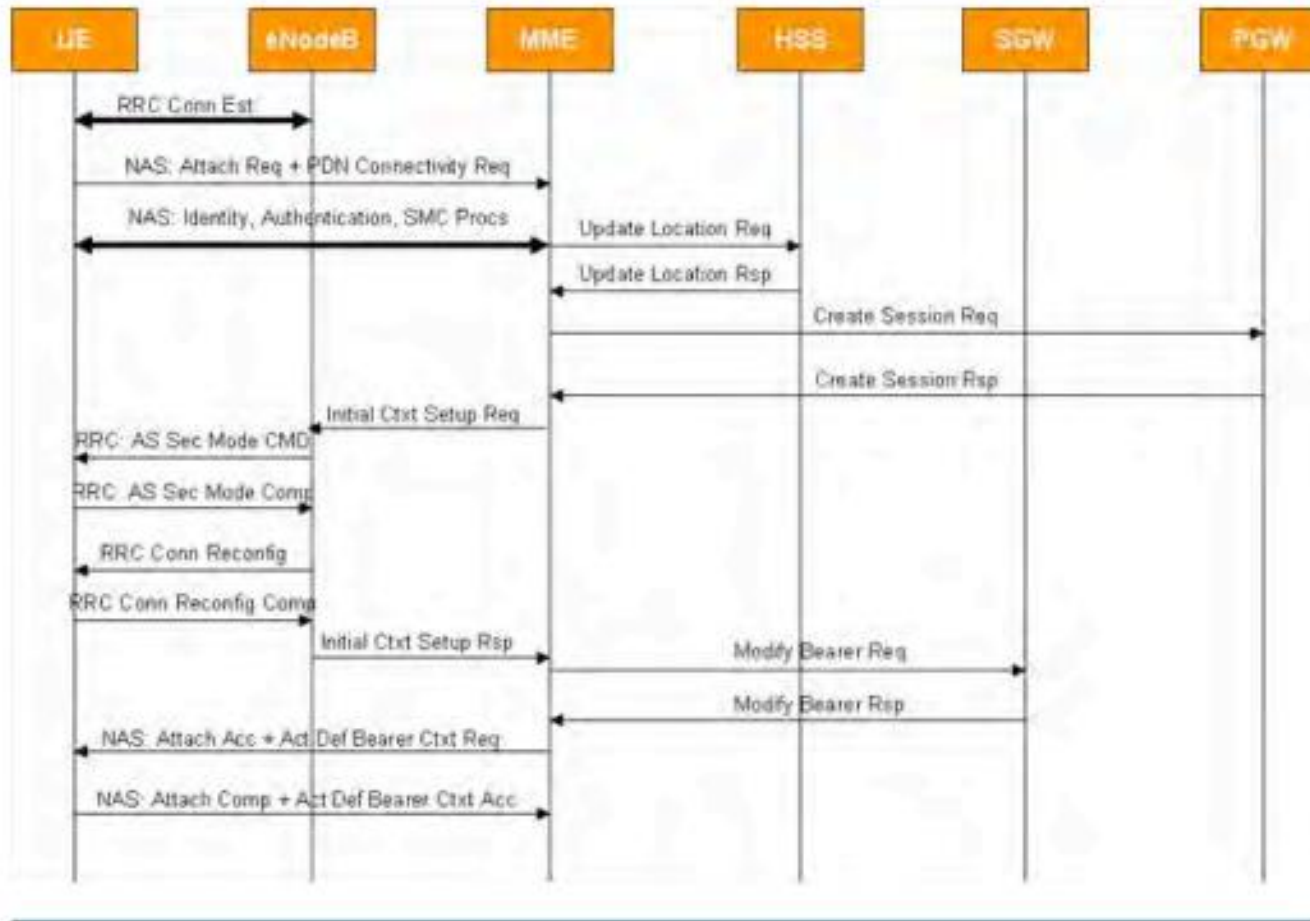 UE eNodeB MME HSS SGW PGW
RRC Conn Est
NAS: Attach Req + PDN Connectivity Req
NAS: Identity, Authentication, SMC Procs
Update Location Req
Update Location Rsp
Create Session Req
Create Session Rsp
Initial Ctxt Setup Req
RRC: AS Sec Mode CMD
RRC: AS Sec Mode Comp
RRC Conn Reconfig
RRC Conn Reconfig Comp
Initial Ctxt Setup Rsp
Modify Bearer Req
Modify Bearer Rsp
NAS: Attach Acc + Act Def Bearer Ctxt Req
NAS: Attach Comp + Act Def Bearer Ctxt Acc